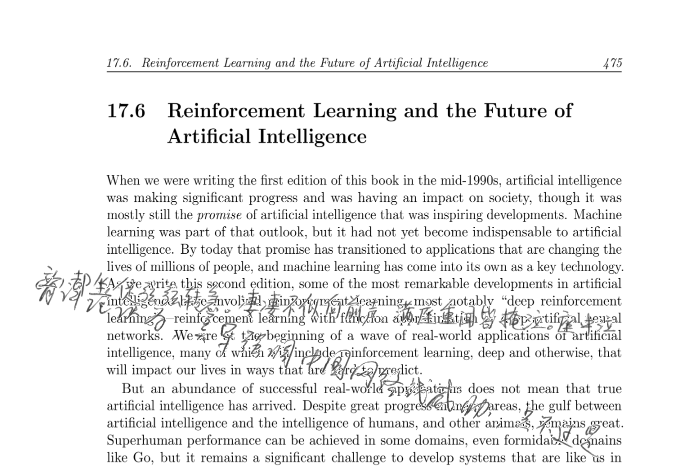 17.6. Reinforcement Learning and the Future of Artificial Intelligence 475
17.6 Reinforcement Learning and the Future of
Artificial Intelligence
When we were writing the first edition of this book in the mid-1990s, artificial intelligence
was making significant progress and was having an impact on society, though it was
mostly still the promise of artificial intelligence that was inspiring developments. Machine
learning was part of that outlook, but it had not yet become indispensable to artificial
intelligence. By today that promise has transitioned to applications that are changing the
lives of millions of people, and machine learning has come into its own as a key technology.
As we write this second edition, some of the most remarkable developments in artificial
intelligence have involved reinforcement learning, most notably “deep reinforcement
learning” — reinforcement learning with function approximation by deep artificial neural
networks. We are at the beginning of a wave of real-world applications of artificial
intelligence, many of which will include reinforcement learning, deep and otherwise, that
will impact our lives in ways that are hard to predict.
But an abundance of successful real-world applications does not mean that true
artificial intelligence has arrived. Despite great progress in many areas, the gulf between
artificial intelligence and the intelligence of humans, and other animals, remains great.
Superhuman performance can be achieved in some domains, even formidable domains
like Go, but it remains a significant challenge to develop systems that are like us in